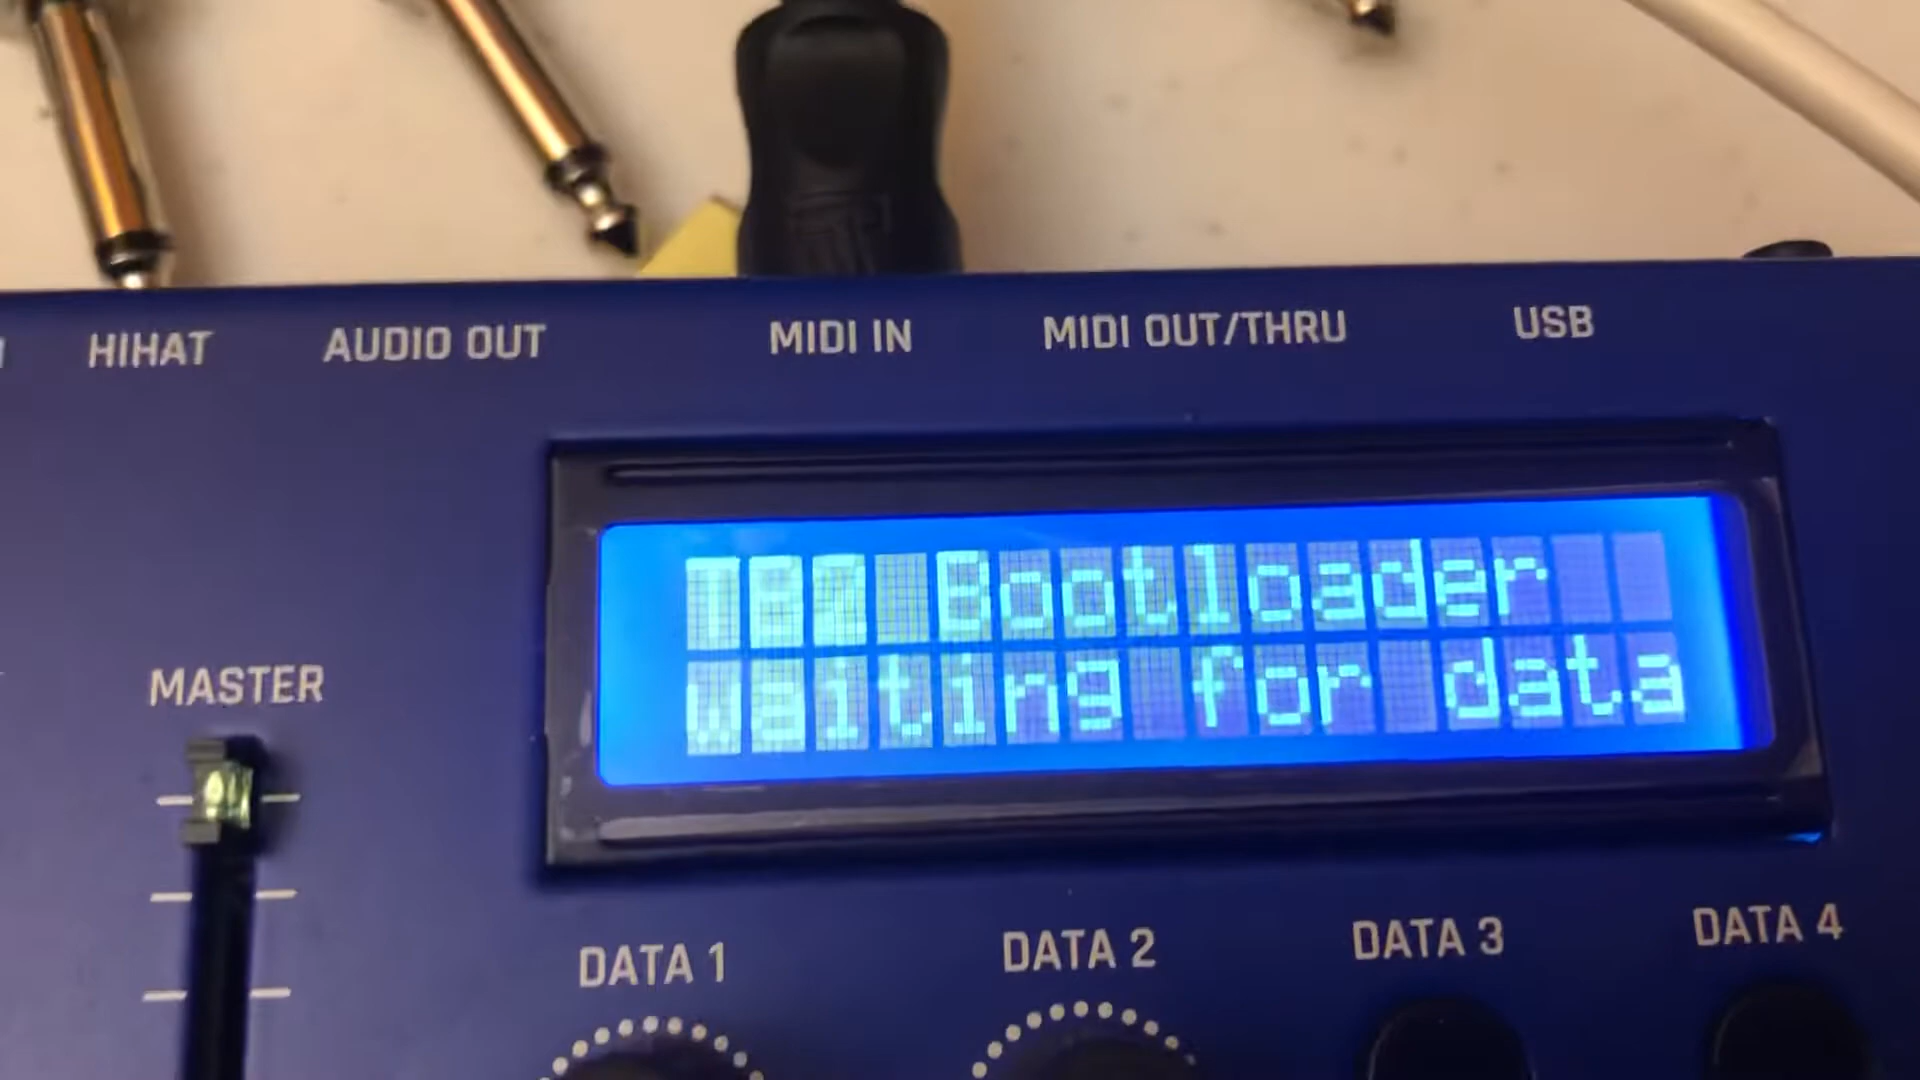 HIHAT
AUDIO OUT
MIDI IN
MIDI OUT/THRU
USB
Bootloader
waiting for data
MASTER
DATA 1
DATA 2
DATA 3
DATA 4